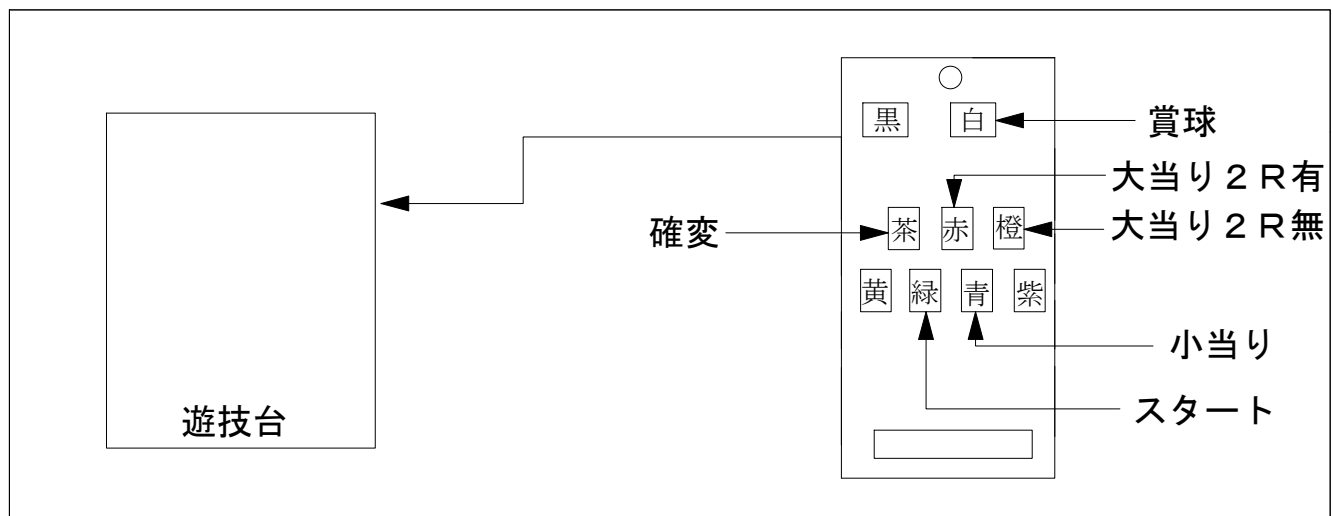 黒 白 賞球
大当り2R有
確変 茶 赤 橙 大当り2R無
黄 緑 青 紫
小当り
スタート
遊技台